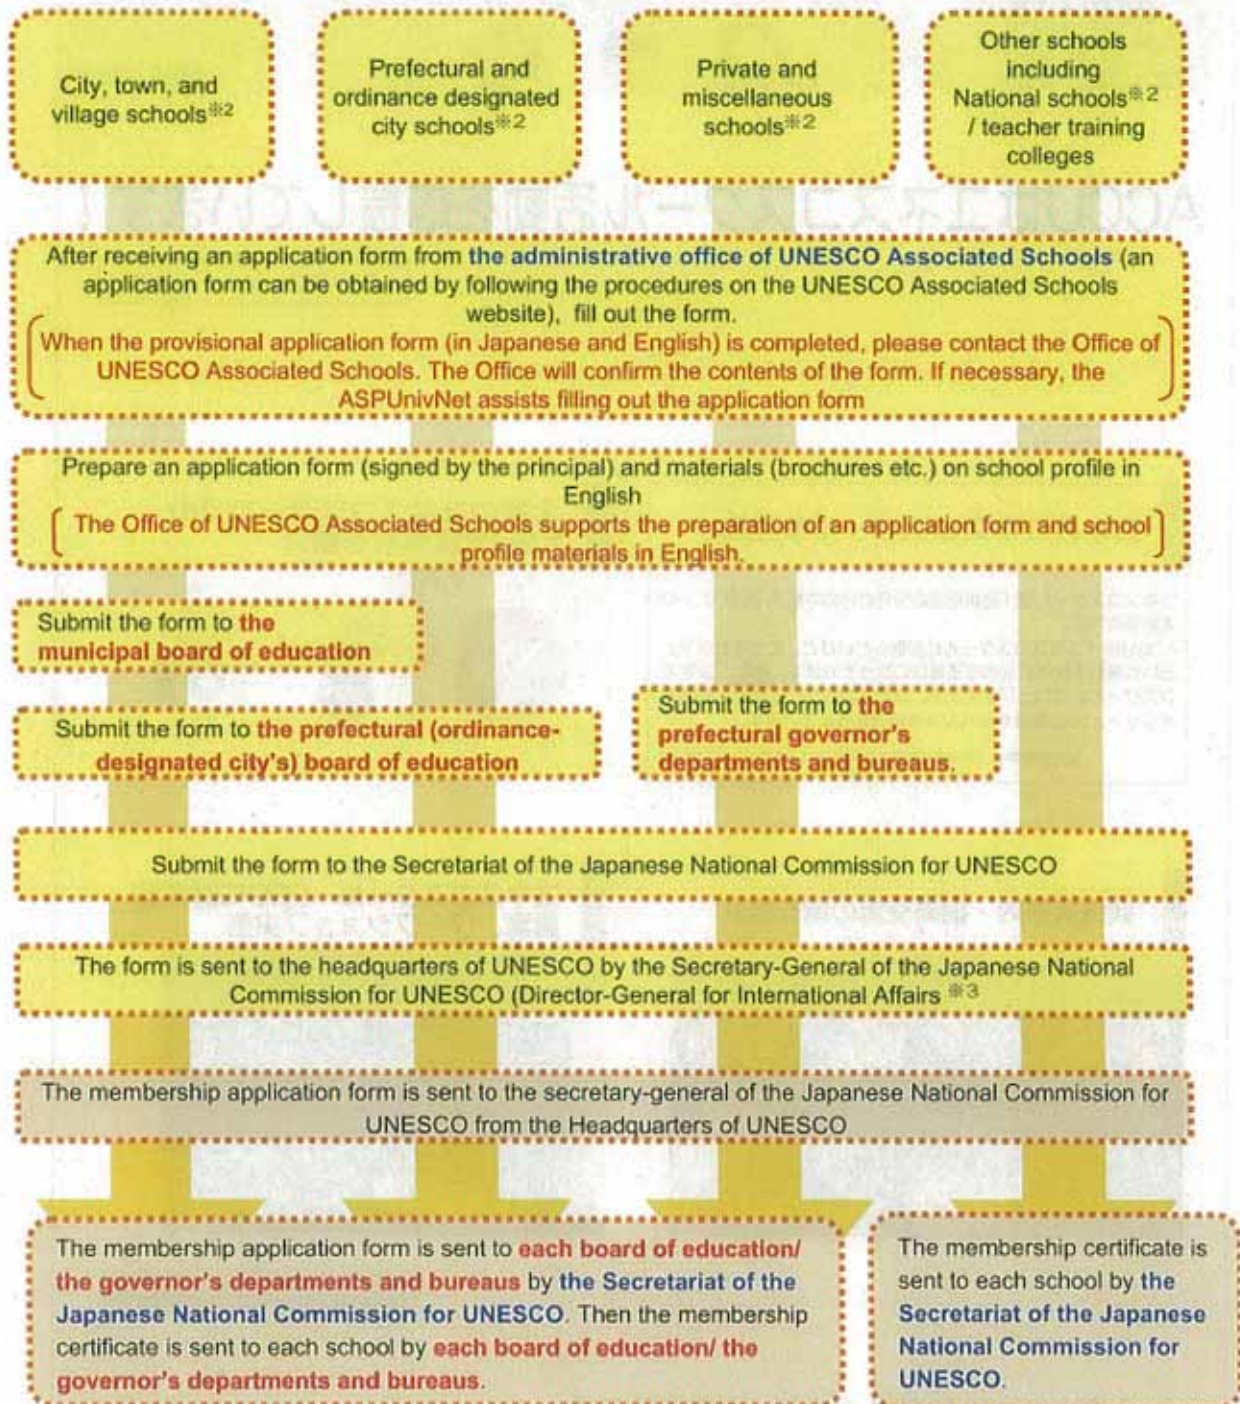 City, town, and
village schools※2
Prefectural and
ordinance designated
city schools※2
Private and
miscellaneous
schools※2
Other schools
including
National schools※2
/ teacher training
colleges
After receiving an application form from the administrative office of UNESCO Associated Schools (an
application form can be obtained by following the procedures on the UNESCO Associated Schools
website), fill out the form.
When the provisional application form (in Japanese and English) is completed, please contact the Office of
UNESCO Associated Schools. The Office will confirm the contents of the form. If necessary, the
ASPUnivNet assists filling out the application form
Prepare an application form (signed by the principal) and materials (brochures etc.) on school profile in
English
The Office of UNESCO Associated Schools supports the preparation of an application form and school
profile materials in English.
Submit the form to the
municipal board of education
Submit the form to the prefectural (ordinance-
designated city's) board of education
Submit the form to the
prefectural governor's
departments and bureaus.
Submit the form to the Secretariat of the Japanese National Commission for UNESCO
The form is sent to the headquarters of UNESCO by the Secretary-General of the Japanese National
Commission for UNESCO (Director-General for International Affairs ※3
The membership application form is sent to the secretary-general of the Japanese National Commission for
UNESCO from the Headquarters of UNESCO
The membership application form is sent to each board of education/
the governor's departments and bureaus by the Secretariat of the
Japanese National Commission for UNESCO. Then the membership
certificate is sent to each school by each board of education/ the
governor's departments and bureaus.
The membership certificate is
sent to each school by the
Secretariat of the Japanese
National Commission for
UNESCO.